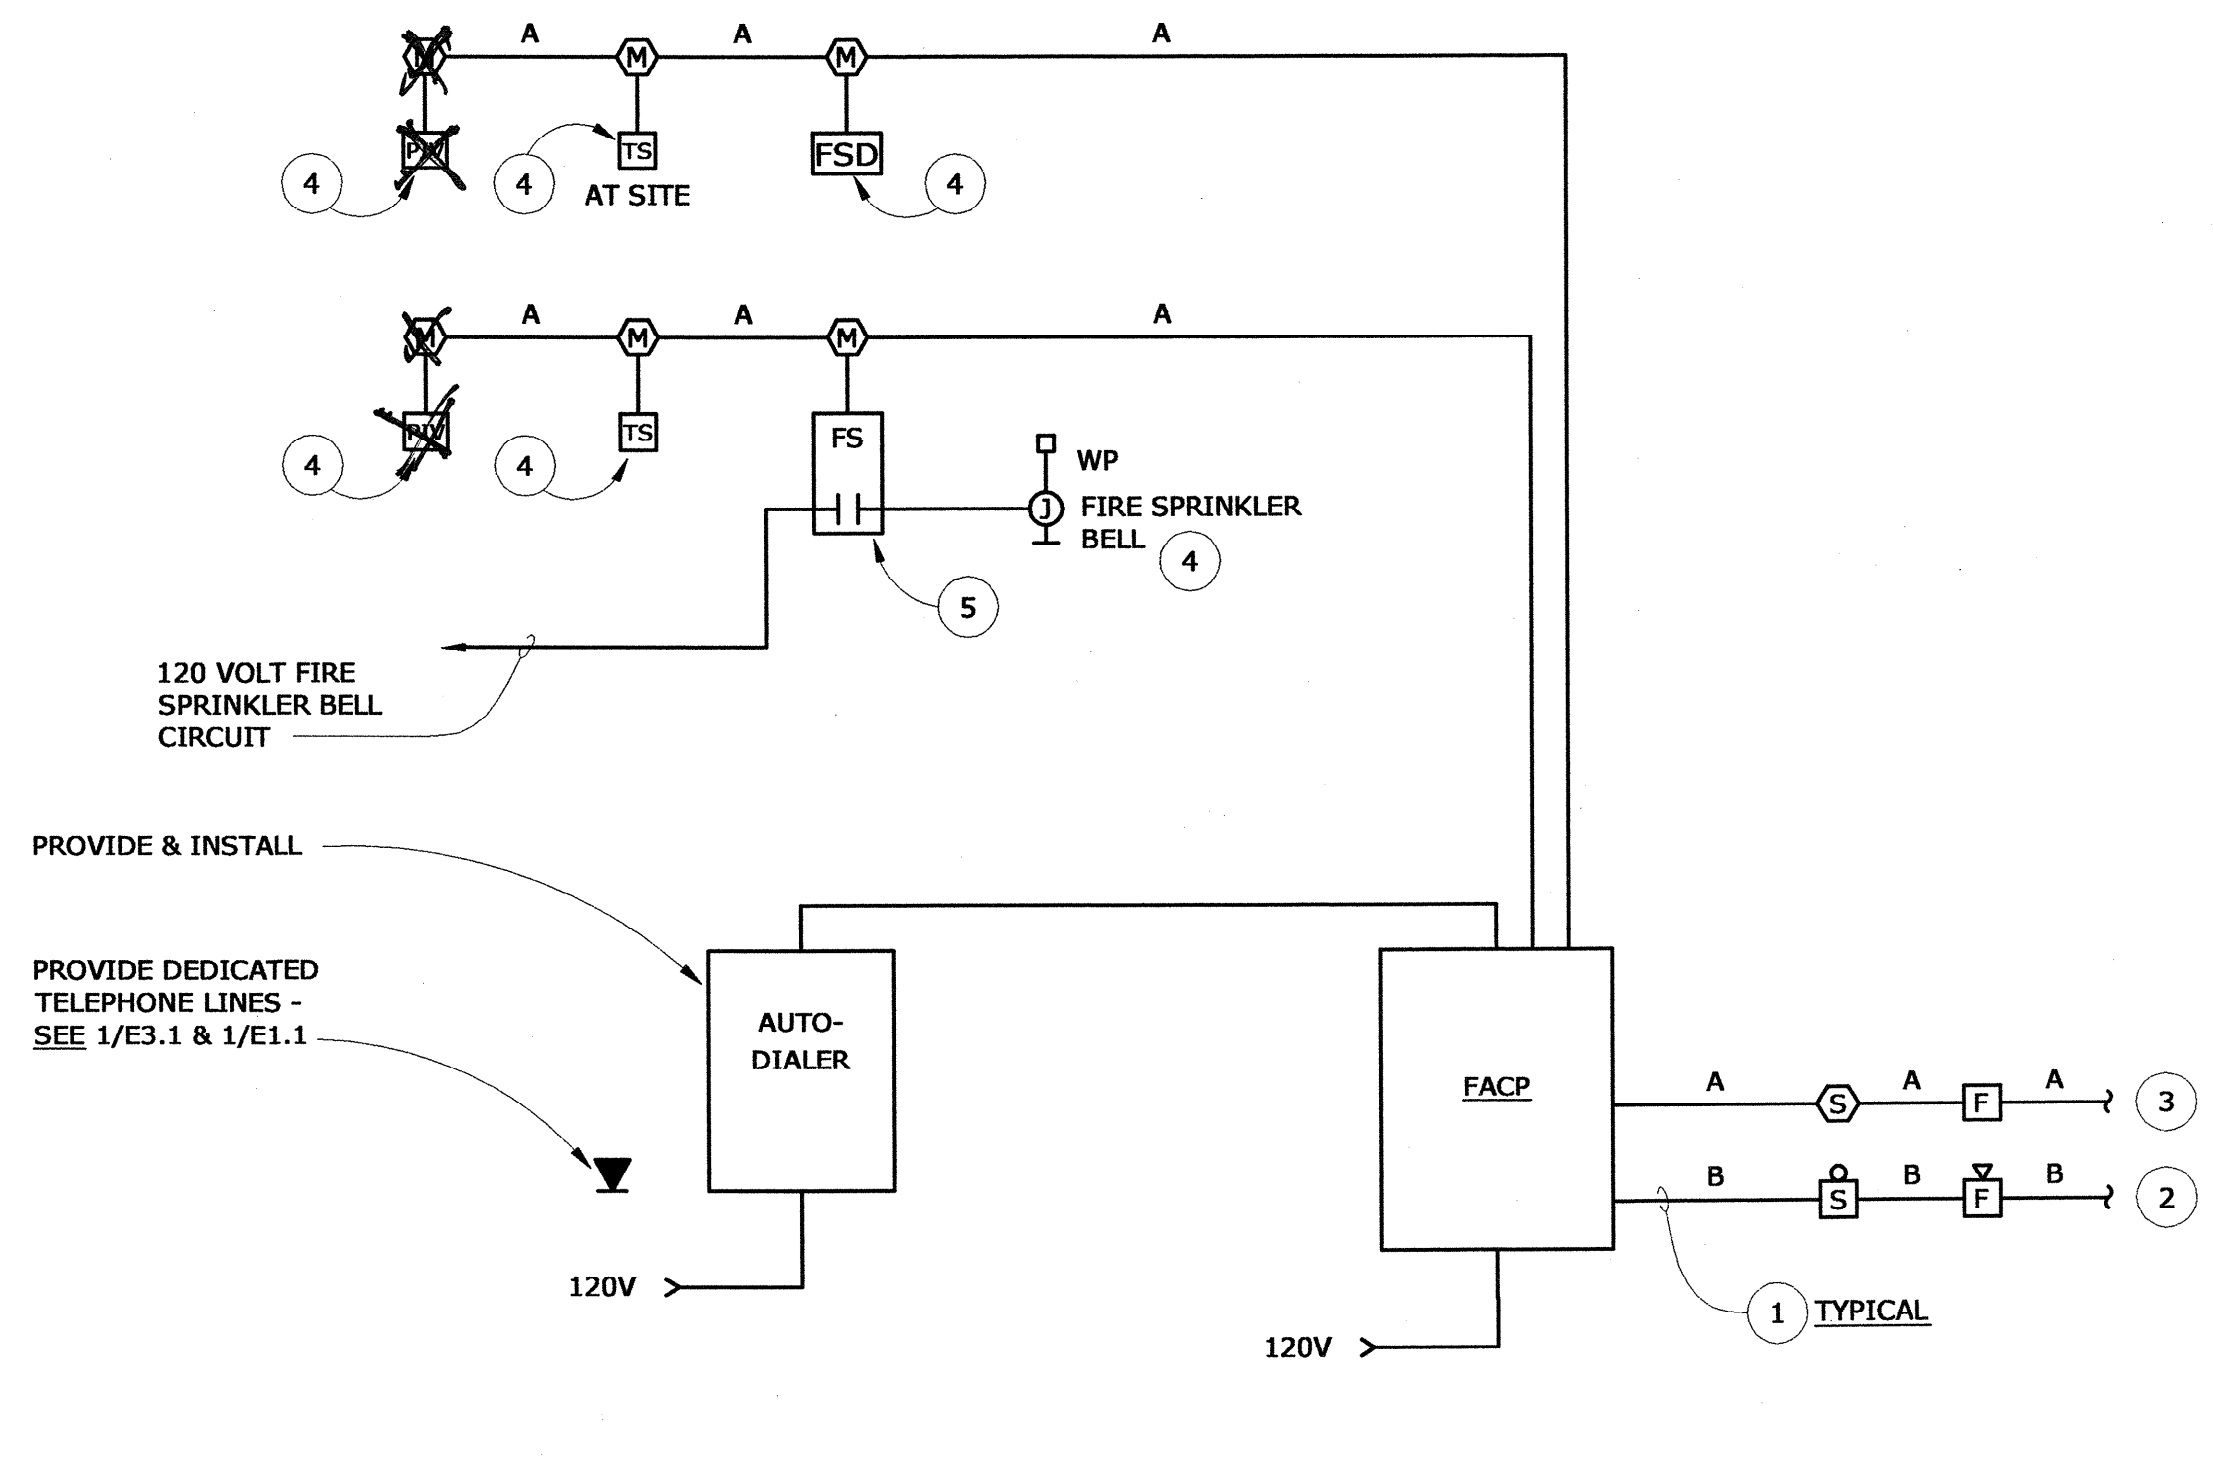 A A A
M M M
PIV TS FSD
4 4 4
AT SITE
A A A
M M M
PIV TS FS
4 4
WP
J FIRE SPRINKLER
BELL
4
5
120 VOLT FIRE
SPRINKLER BELL
CIRCUIT
PROVIDE & INSTALL
PROVIDE DEDICATED
TELEPHONE LINES -
SEE 1/E3.1 & 1/E1.1
AUTO-
DIALER
120V
FACP
120V
A A A
S F 3
B B B
S F 2
1 TYPICAL